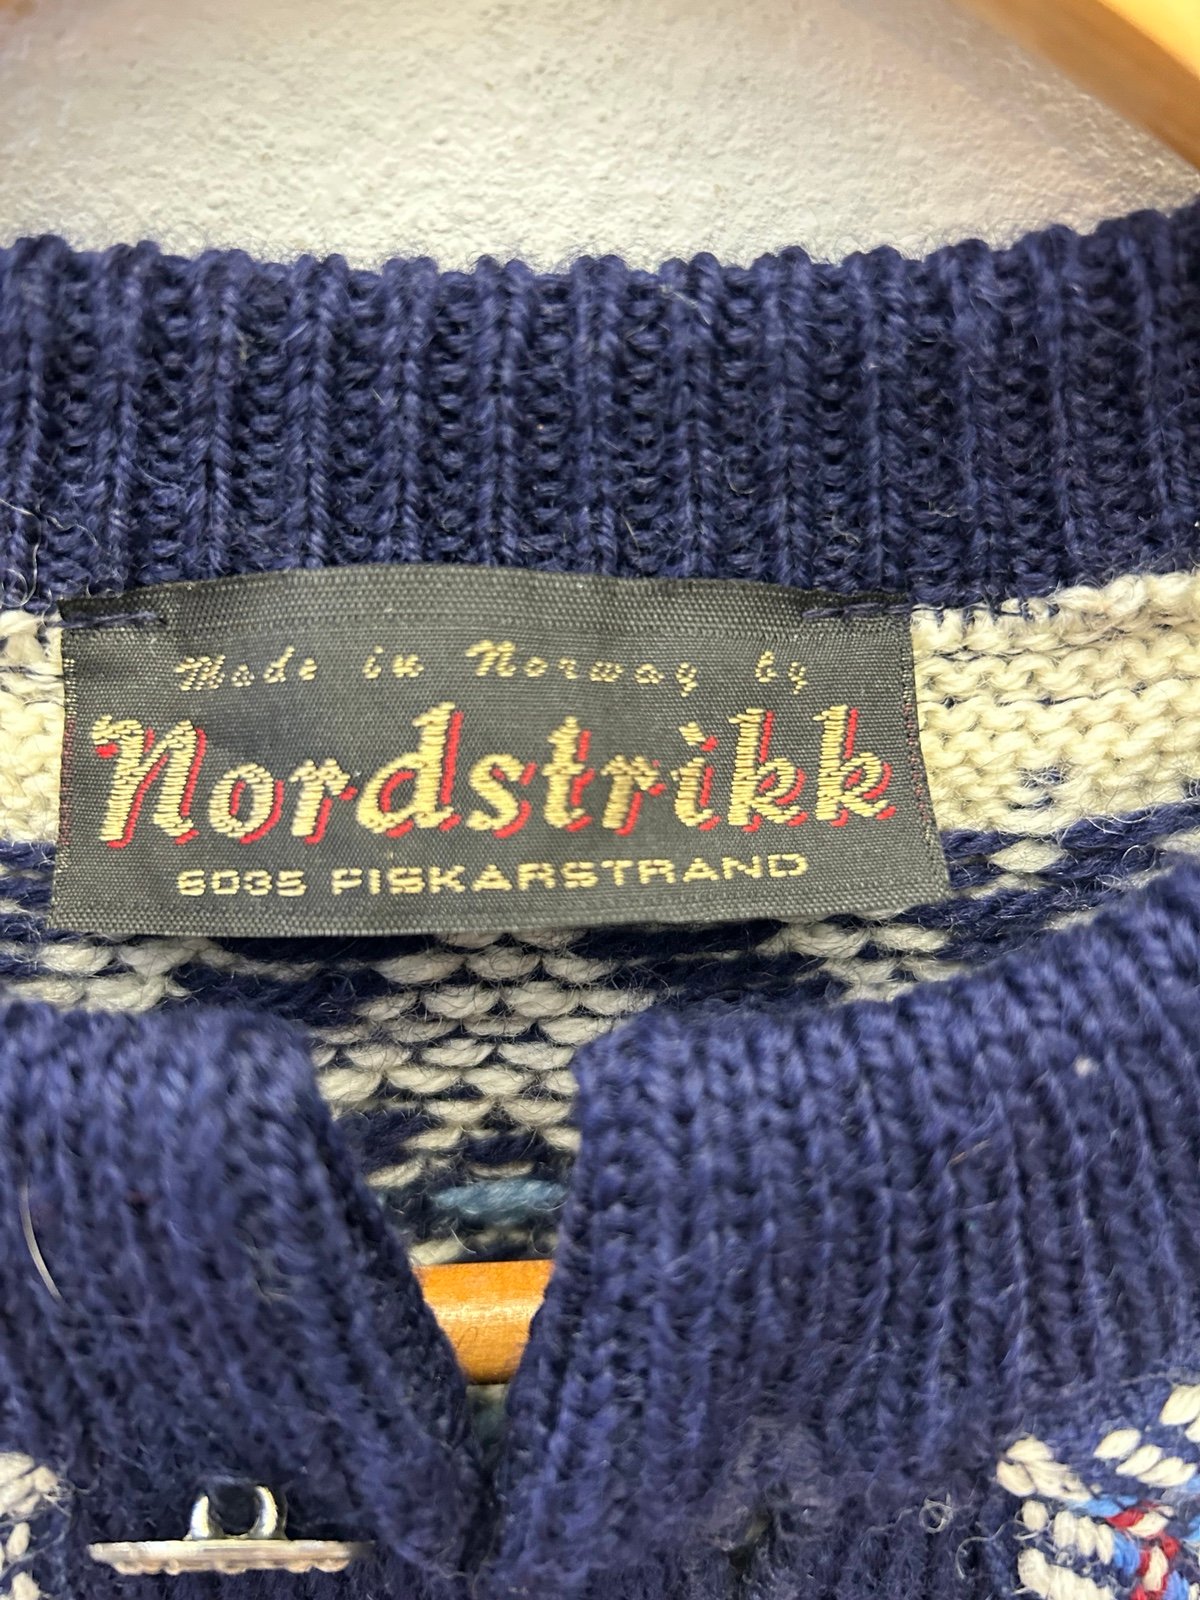 Made in Norway by
Nordstrikk
6035 FISKARSTRAND